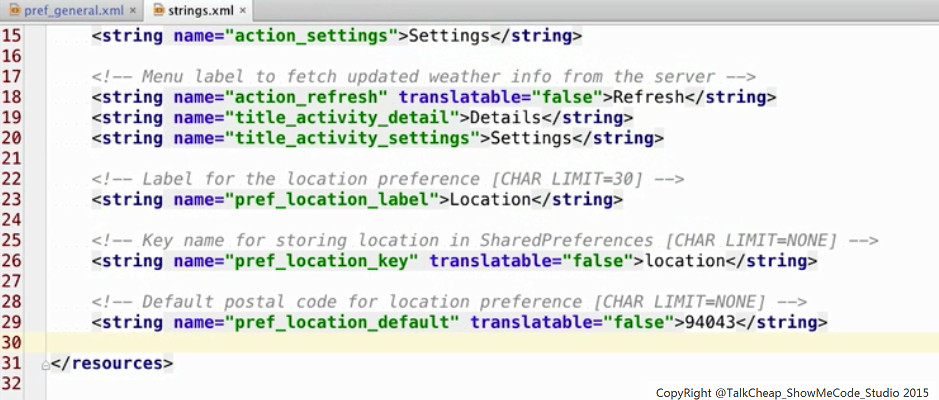 pref_general.xml × strings.xml ×
15 <string name="action_settings">Settings</string>
16
17 <!-- Menu label to fetch updated weather info from the server -->
18 <string name="action_refresh" translatable="false">Refresh</string>
19 <string name="title_activity_detail">Details</string>
20 <string name="title_activity_settings">Settings</string>
21
22 <!-- Label for the location preference [CHAR LIMIT=30] -->
23 <string name="pref_location_label">Location</string>
24
25 <!-- Key name for storing location in SharedPreferences [CHAR LIMIT=NONE] -->
26 <string name="pref_location_key" translatable="false">location</string>
27
28 <!-- Default postal code for location preference [CHAR LIMIT=NONE] -->
29 <string name="pref_location_default" translatable="false">94043</string>
30
31 </resources>
32
CopyRight @TalkCheap_ShowMeCode_Studio 2015